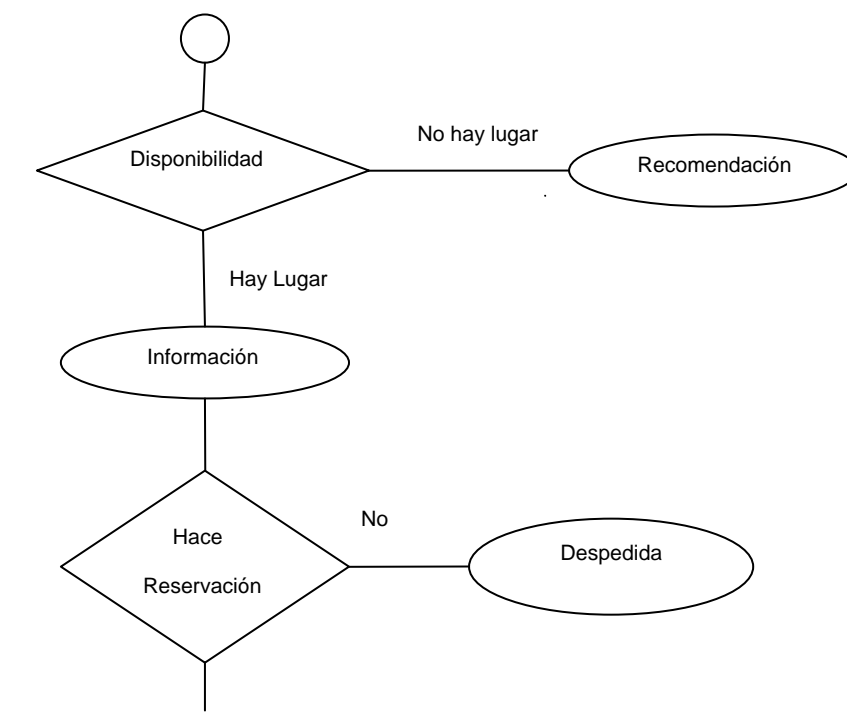 No hay lugar
Disponibilidad
Recomendación
Hay Lugar
Información
No
Hace
Reservación
Despedida